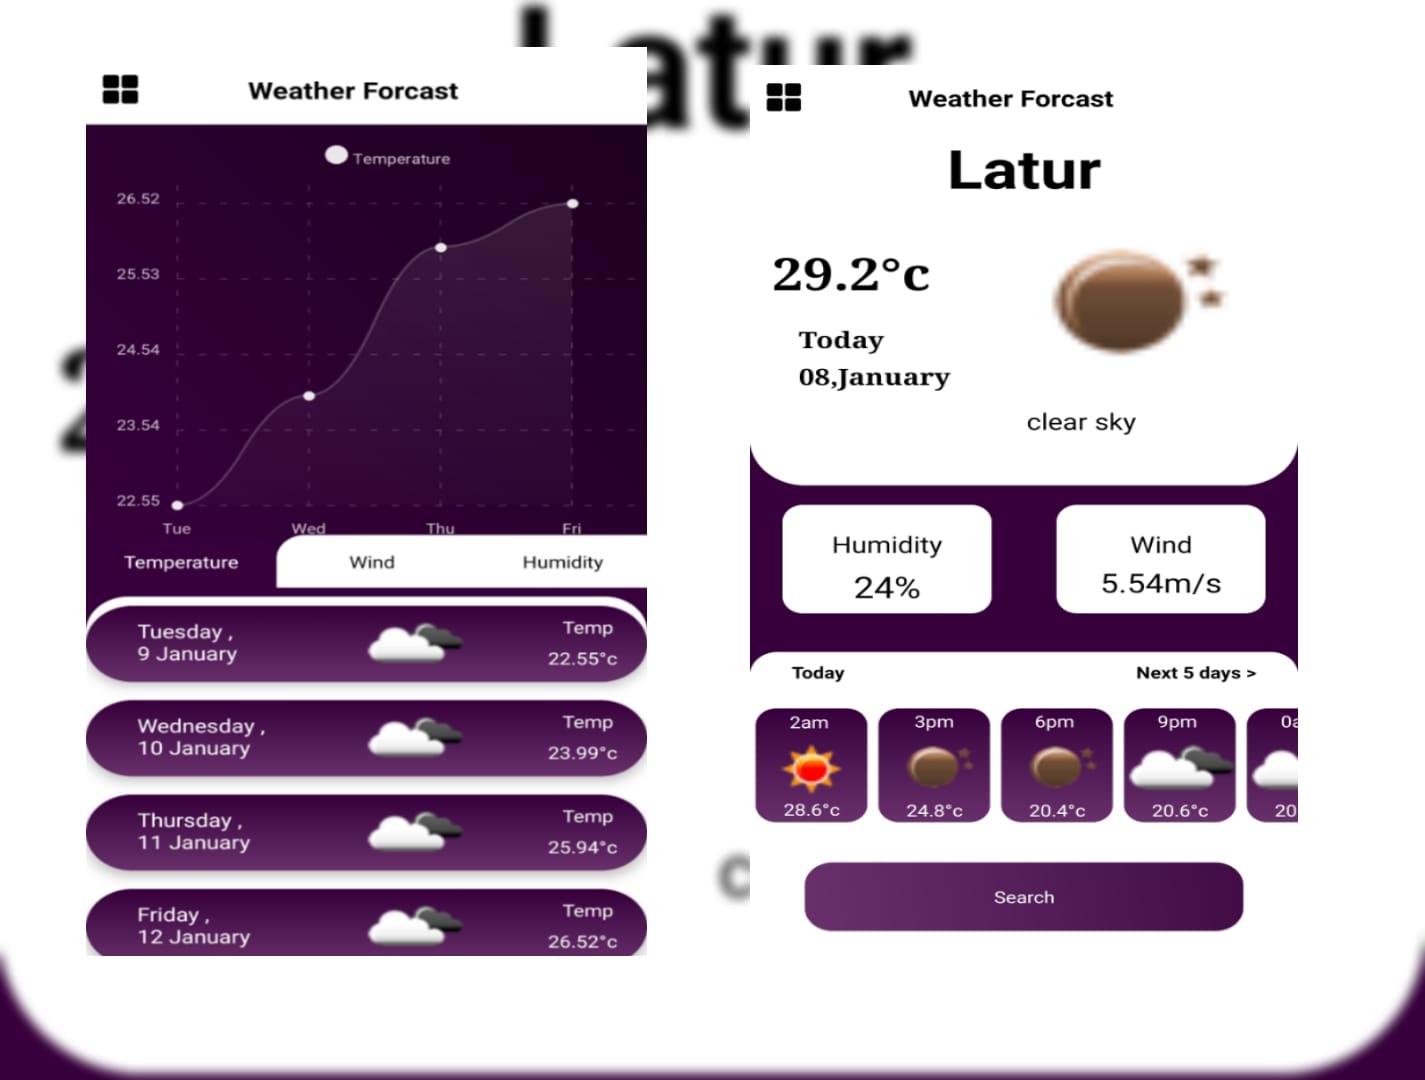 Latur
Weather Forcast
Temperature
26.52
25.53
24.54
23.54
22.55
Tue Wed Thu Fri
Temperature Wind Humidity
Tuesday ,
9 January
Temp
22.55°c
Wednesday ,
10 January
Temp
23.99°c
Thursday ,
11 January
Temp
25.94°c
Friday ,
12 January
Temp
26.52°c
Weather Forcast
Latur
29.2°c
Today
08,January
clear sky
Humidity
24%
Wind
5.54m/s
Today Next 5 days >
2am 3pm 6pm 9pm
28.6°c 24.8°c 20.4°c 20.6°c 20
Search